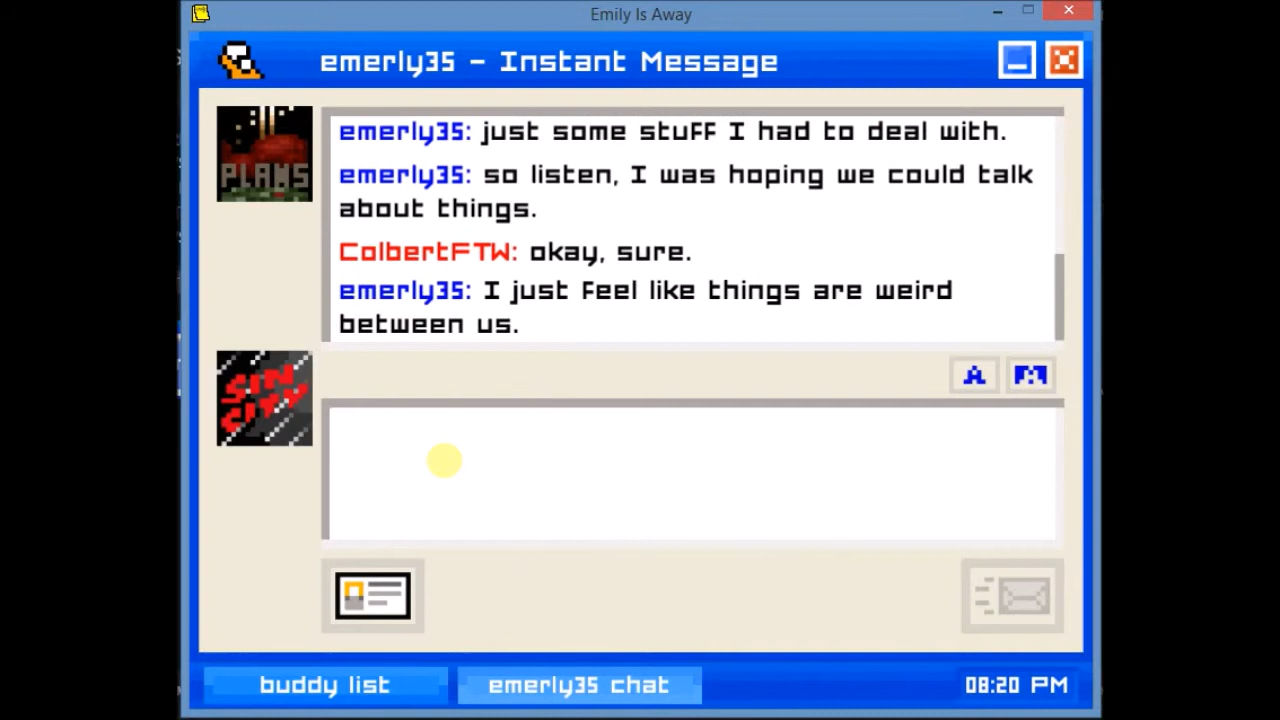 Emily Is Away
emerly35 - Instant Message
emerly35: just some stuff I had to deal with.
emerly35: so listen, I was hoping we could talk
about things.
ColbertFTW: okay, sure.
emerly35: I just feel like things are weird
between us.
PLANS
SIN
CITY
A
buddy list
emerly35 chat
08:20 PM